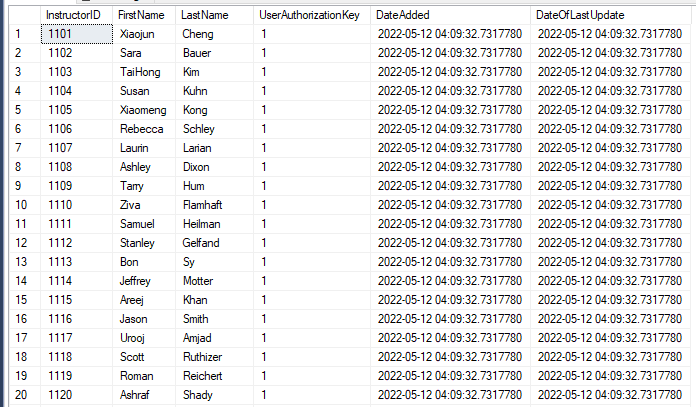 InstructorID FirstName LastName UserAuthorizationKey DateAdded DateOfLastUpdate
1 1101 Xiaojun Cheng 1 2022-05-12 04:09:32.7317780 2022-05-12 04:09:32.7317780
2 1102 Sara Bauer 1 2022-05-12 04:09:32.7317780 2022-05-12 04:09:32.7317780
3 1103 TaiHong Kim 1 2022-05-12 04:09:32.7317780 2022-05-12 04:09:32.7317780
4 1104 Susan Kuhn 1 2022-05-12 04:09:32.7317780 2022-05-12 04:09:32.7317780
5 1105 Xiaomeng Kong 1 2022-05-12 04:09:32.7317780 2022-05-12 04:09:32.7317780
6 1106 Rebecca Schley 1 2022-05-12 04:09:32.7317780 2022-05-12 04:09:32.7317780
7 1107 Laurin Larian 1 2022-05-12 04:09:32.7317780 2022-05-12 04:09:32.7317780
8 1108 Ashley Dixon 1 2022-05-12 04:09:32.7317780 2022-05-12 04:09:32.7317780
9 1109 Tarry Hum 1 2022-05-12 04:09:32.7317780 2022-05-12 04:09:32.7317780
10 1110 Ziva Flamhaft 1 2022-05-12 04:09:32.7317780 2022-05-12 04:09:32.7317780
11 1111 Samuel Heilman 1 2022-05-12 04:09:32.7317780 2022-05-12 04:09:32.7317780
12 1112 Stanley Gelfand 1 2022-05-12 04:09:32.7317780 2022-05-12 04:09:32.7317780
13 1113 Bon Sy 1 2022-05-12 04:09:32.7317780 2022-05-12 04:09:32.7317780
14 1114 Jeffrey Motter 1 2022-05-12 04:09:32.7317780 2022-05-12 04:09:32.7317780
15 1115 Areej Khan 1 2022-05-12 04:09:32.7317780 2022-05-12 04:09:32.7317780
16 1116 Jason Smith 1 2022-05-12 04:09:32.7317780 2022-05-12 04:09:32.7317780
17 1117 Urooj Amjad 1 2022-05-12 04:09:32.7317780 2022-05-12 04:09:32.7317780
18 1118 Scott Ruthizer 1 2022-05-12 04:09:32.7317780 2022-05-12 04:09:32.7317780
19 1119 Roman Reichert 1 2022-05-12 04:09:32.7317780 2022-05-12 04:09:32.7317780
20 1120 Ashraf Shady 1 2022-05-12 04:09:32.7317780 2022-05-12 04:09:32.7317780